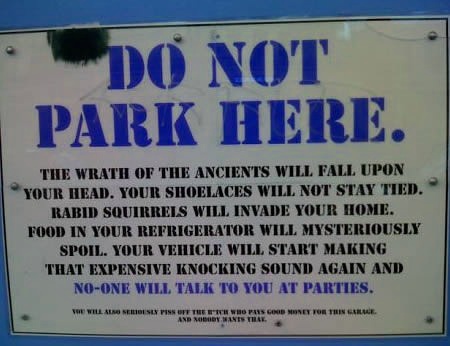 DO NOT
PARK HERE.
THE WRATH OF THE ANCIENTS WILL FALL UPON
YOUR HEAD. YOUR SHOELACES WILL NOT STAY TIED.
RABID SQUIRRELS WILL INVADE YOUR HOME.
FOOD IN YOUR REFRIGERATOR WILL MYSTERIOUSLY
SPOIL. YOUR VEHICLE WILL START MAKING
THAT EXPENSIVE KNOCKING SOUND AGAIN AND
NO-ONE WILL TALK TO YOU AT PARTIES.
YOU WILL ALSO SERIOUSLY PISS OFF THE B*TCH WHO PAYS GOOD MONEY FOR THIS GARAGE.
AND NOBODY WANTS THAT.